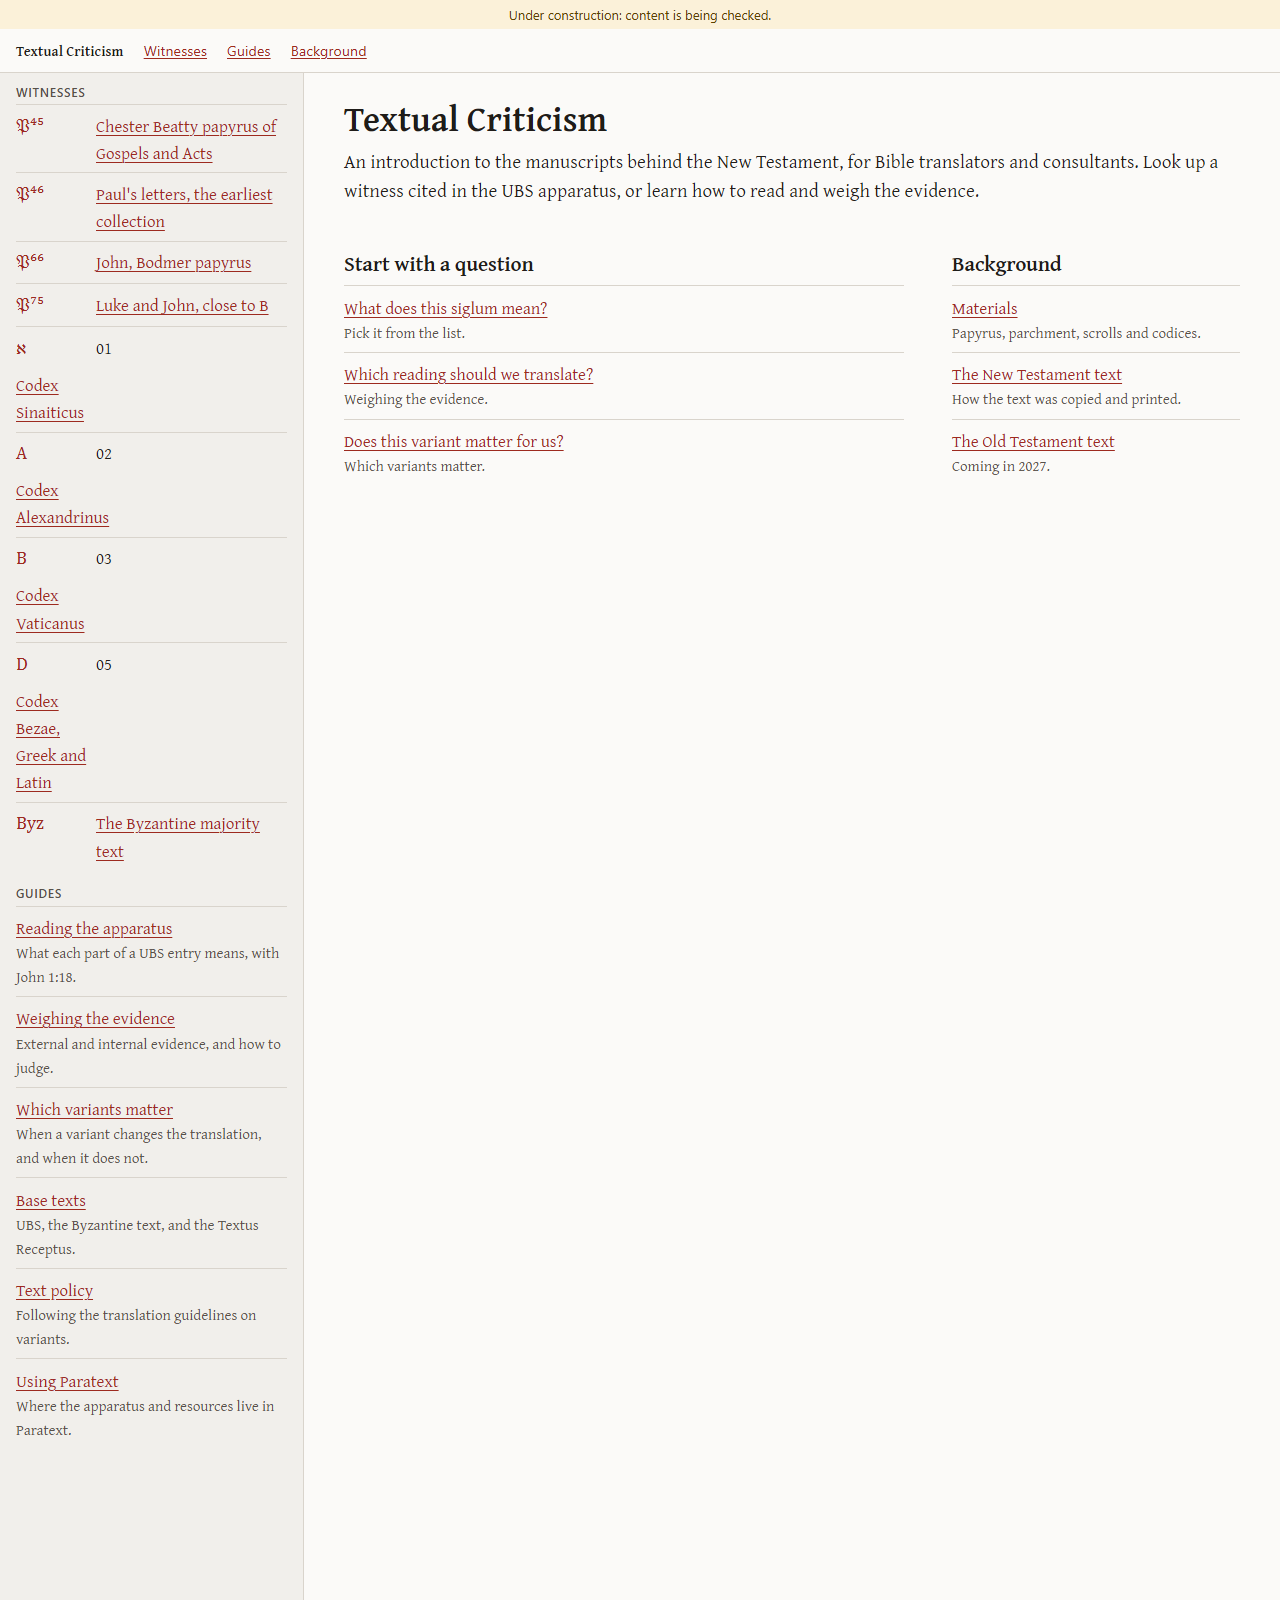 Under construction: content is being checked.
Textual Criticism Witnesses Guides Background
WITNESSES
𝔓⁴⁵ Chester Beatty papyrus of
Gospels and Acts
𝔓⁴⁶ Paul's letters, the earliest
collection
𝔓⁶⁶ John, Bodmer papyrus
𝔓⁷⁵ Luke and John, close to B
א 01
Codex
Sinaiticus
A 02
Codex
Alexandrinus
B 03
Codex
Vaticanus
D 05
Codex
Bezae,
Greek and
Latin
Byz The Byzantine majority
text
GUIDES
Reading the apparatus
What each part of a UBS entry means, with
John 1:18.
Weighing the evidence
External and internal evidence, and how to
judge.
Which variants matter
When a variant changes the translation,
and when it does not.
Base texts
UBS, the Byzantine text, and the Textus
Receptus.
Text policy
Following the translation guidelines on
variants.
Using Paratext
Where the apparatus and resources live in
Paratext.
Textual Criticism
An introduction to the manuscripts behind the New Testament, for Bible translators and consultants. Look up a
witness cited in the UBS apparatus, or learn how to read and weigh the evidence.
Start with a question
What does this siglum mean?
Pick it from the list.
Which reading should we translate?
Weighing the evidence.
Does this variant matter for us?
Which variants matter.
Background
Materials
Papyrus, parchment, scrolls and codices.
The New Testament text
How the text was copied and printed.
The Old Testament text
Coming in 2027.